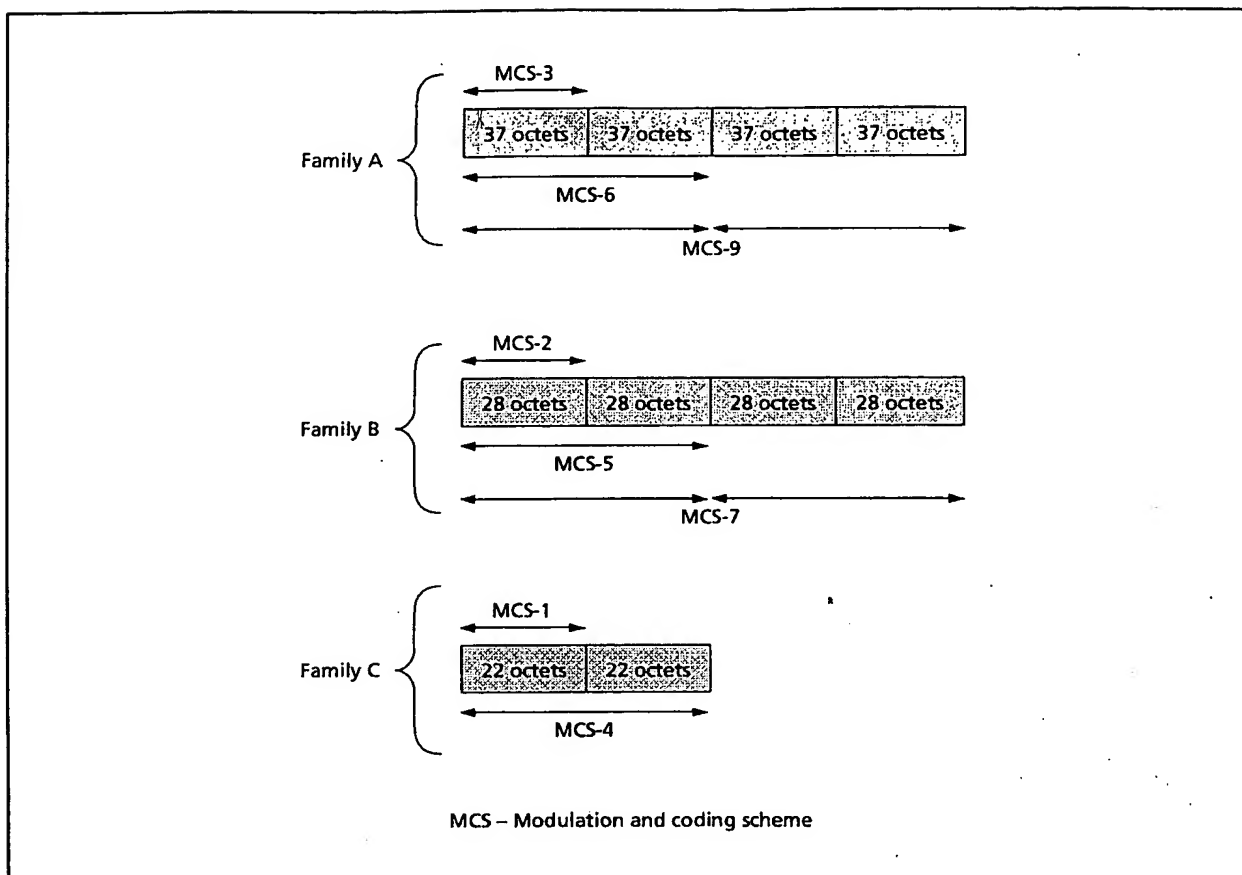 MCS-3
37 octets 37 octets 37 octets 37 octets
Family A
MCS-6
MCS-9
MCS-2
28 octets 28 octets 28 octets 28 octets
Family B
MCS-5
MCS-7
MCS-1
22 octets 22 octets
Family C
MCS-4
MCS – Modulation and coding scheme